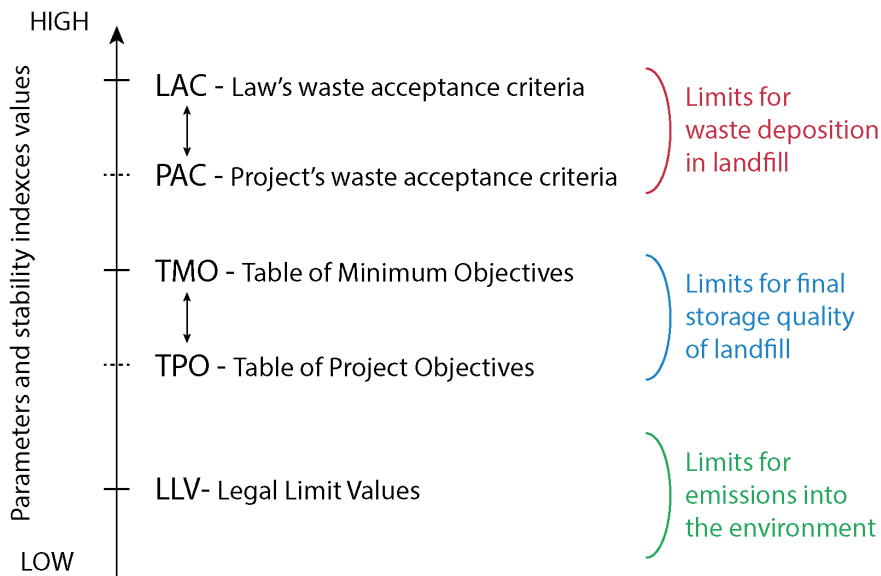 HIGH
Parameters and stability indexces values
LAC - Law's waste acceptance criteria
PAC - Project's waste acceptance criteria
Limits for
waste deposition
in landfill
TMO - Table of Minimum Objectives
TPO - Table of Project Objectives
Limits for final
storage quality
of landfill
LLV- Legal Limit Values
Limits for
emissions into
the environment
LOW